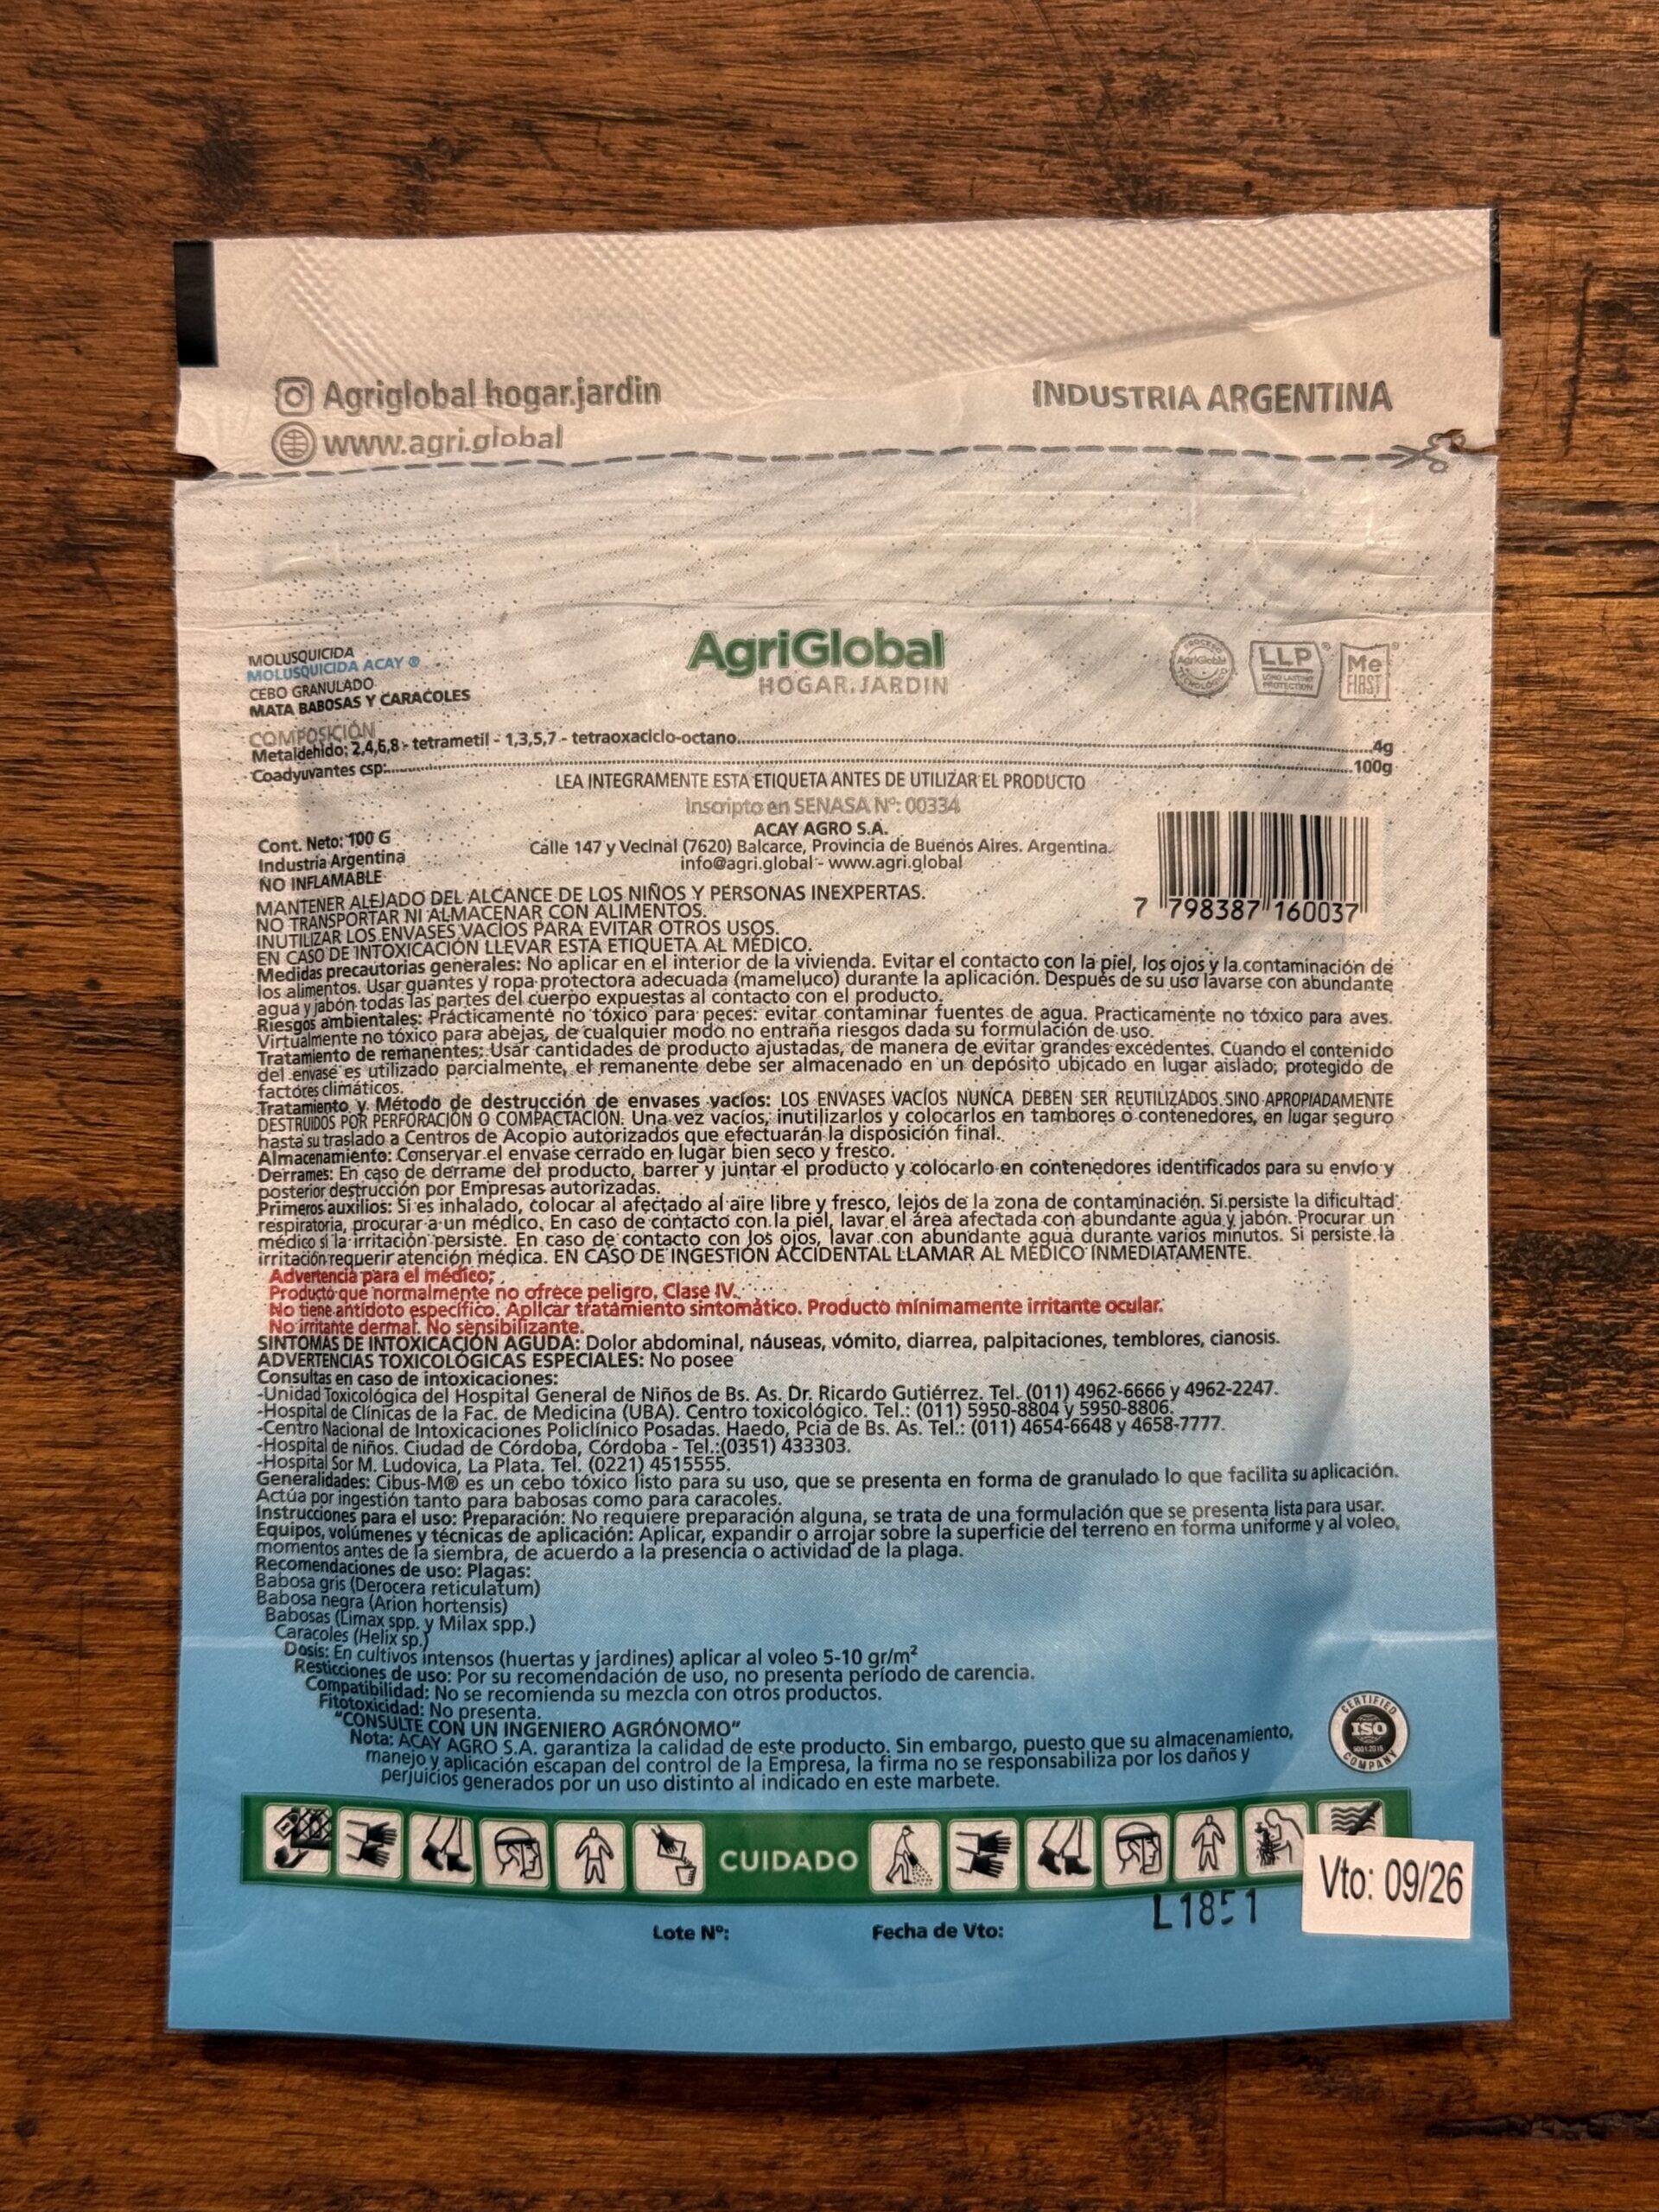 Agriglobal hogar.jardin
www.agri.global
INDUSTRIA ARGENTINA
MOLUSQUICIDA
MOLUSQUICIDA ACAY ®
CEBO GRANULADO
MATA BABOSAS Y CARACOLES
AgriGlobal
HOGAR.JARDIN
PROCESO
AgriGlobal
TECNOLÓGICO
LLP ®
LONG LASTING
PROTECTION
Me ®
FIRST
COMPOSICIÓN
Metaldehido: 2,4,6,8 - tetrametil - 1,3,5,7 - tetraoxaciclo-octano....4g
Coadyuvantes csp:....100g
LEA INTEGRAMENTE ESTA ETIQUETA ANTES DE UTILIZAR EL PRODUCTO
Inscripto en SENASA Nº: 00334
ACAY AGRO S.A.
Calle 147 y Vecinal (7620) Balcarce, Provincia de Buenos Aires. Argentina.
info@agri.global - www.agri.global
Cont. Neto: 100 G
Industria Argentina
NO INFLAMABLE
7 798387 160037
MANTENER ALEJADO DEL ALCANCE DE LOS NIÑOS Y PERSONAS INEXPERTAS.
NO TRANSPORTAR NI ALMACENAR CON ALIMENTOS.
INUTILIZAR LOS ENVASES VACÍOS PARA EVITAR OTROS USOS.
EN CASO DE INTOXICACIÓN LLEVAR ESTA ETIQUETA AL MÉDICO.
Medidas precautorias generales: No aplicar en el interior de la vivienda. Evitar el contacto con la piel, los ojos y la contaminación de
los alimentos. Usar guantes y ropa protectora adecuada (mameluco) durante la aplicación. Después de su uso lavarse con abundante
agua y jabón todas las partes del cuerpo expuestas al contacto con el producto.
Riesgos ambientales: Prácticamente no tóxico para peces: evitar contaminar fuentes de agua. Practicamente no tóxico para aves.
Virtualmente no tóxico para abejas, de cualquier modo no entraña riesgos dada su formulación de uso.
Tratamiento de remanentes: Usar cantidades de producto ajustadas, de manera de evitar grandes excedentes. Cuando el contenido
del envase es utilizado parcialmente, el remanente debe ser almacenado en un depósito ubicado en lugar aislado, protegido de
factores climáticos.
Tratamiento y Método de destrucción de envases vacíos: LOS ENVASES VACÍOS NUNCA DEBEN SER REUTILIZADOS SINO APROPIADAMENTE
DESTRUIDOS POR PERFORACIÓN O COMPACTACIÓN. Una vez vacíos, inutilizarlos y colocarlos en tambores o contenedores, en lugar seguro
hasta su traslado a Centros de Acopio autorizados que efectuarán la disposición final.
Almacenamiento: Conservar el envase cerrado en lugar bien seco y fresco.
Derrames: En caso de derrame del producto, barrer y juntar el producto y colocarlo en contenedores identificados para su envío y
posterior destrucción por Empresas autorizadas.
Primeros auxilios: Si es inhalado, colocar al afectado al aire libre y fresco, lejos de la zona de contaminación. Si persiste la dificultad
respiratoria, procurar a un médico. En caso de contacto con la piel, lavar el área afectada con abundante agua y jabón. Procurar un
médico si la irritación persiste. En caso de contacto con los ojos, lavar con abundante agua durante varios minutos. Si persiste la
irritación requerir atención médica. EN CASO DE INGESTIÓN ACCIDENTAL LLAMAR AL MÉDICO INMEDIATAMENTE.
Advertencia para el médico:
Producto que normalmente no ofrece peligro, Clase IV.
No tiene antídoto específico. Aplicar tratamiento sintomático. Producto mínimamente irritante ocular.
No irritante dermal. No sensibilizante.
SINTOMAS DE INTOXICACIÓN AGUDA: Dolor abdominal, náuseas, vómito, diarrea, palpitaciones, temblores, cianosis.
ADVERTENCIAS TOXICOLÓGICAS ESPECIALES: No posee
Consultas en caso de intoxicaciones:
-Unidad Toxicológica del Hospital General de Niños de Bs. As. Dr. Ricardo Gutiérrez. Tel. (011) 4962-6666 y 4962-2247.
-Hospital de Clínicas de la Fac. de Medicina (UBA). Centro toxicológico. Tel.: (011) 5950-8804 y 5950-8806.
-Centro Nacional de Intoxicaciones Policlínico Posadas. Haedo, Pcia de Bs. As. Tel.: (011) 4654-6648 y 4658-7777.
-Hospital de niños. Ciudad de Córdoba, Córdoba - Tel.:(0351) 433303.
-Hospital Sor M. Ludovica, La Plata. Tel. (0221) 4515555.
Generalidades: Cibus-M® es un cebo tóxico listo para su uso, que se presenta en forma de granulado lo que facilita su aplicación.
Actúa por ingestión tanto para babosas como para caracoles.
Instrucciones para el uso: Preparación: No requiere preparación alguna, se trata de una formulación que se presenta lista para usar.
Equipos, volúmenes y técnicas de aplicación: Aplicar, expandir o arrojar sobre la superficie del terreno en forma uniforme y al voleo,
momentos antes de la siembra, de acuerdo a la presencia o actividad de la plaga.
Recomendaciones de uso: Plagas:
Babosa gris (Derocera reticulatum)
Babosa negra (Arion hortensis)
Babosas (Limax spp. y Milax spp.)
Caracoles (Helix sp.)
Dosis: En cultivos intensos (huertas y jardines) aplicar al voleo 5-10 gr/m²
Resticciones de uso: Por su recomendación de uso, no presenta período de carencia.
Compatibilidad: No se recomienda su mezcla con otros productos.
Fitotoxicidad: No presenta.
"CONSULTE CON UN INGENIERO AGRÓNOMO"
Nota: ACAY AGRO S.A. garantiza la calidad de este producto. Sin embargo, puesto que su almacenamiento,
manejo y aplicación escapan del control de la Empresa, la firma no se responsabiliza por los daños y
perjuicios generados por un uso distinto al indicado en este marbete.
CERTIFIED
ISO
9001:2015
COMPANY
CUIDADO
Vto: 09/26
L1851
Lote Nº:
Fecha de Vto: